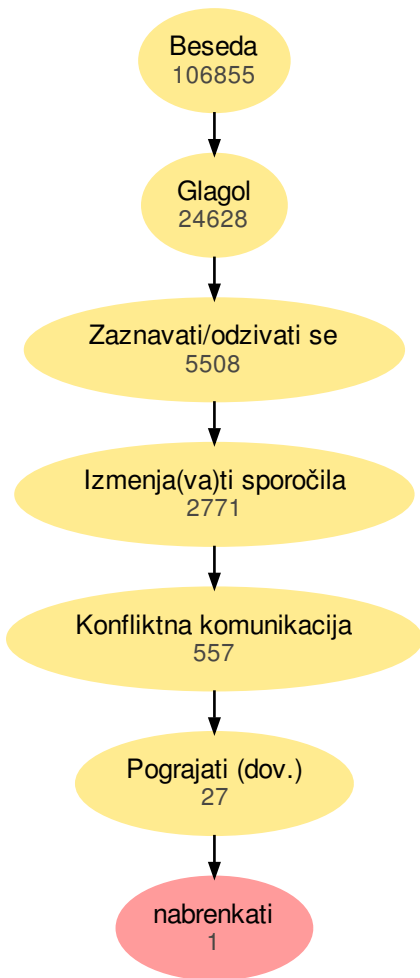 Beseda
106855
Glagol
24628
Zaznavati/odzivati se
5508
Izmenja(va)ti sporočila
2771
Konfliktna komunikacija
557
Pograjati (dov.)
27
nabrenkati
1